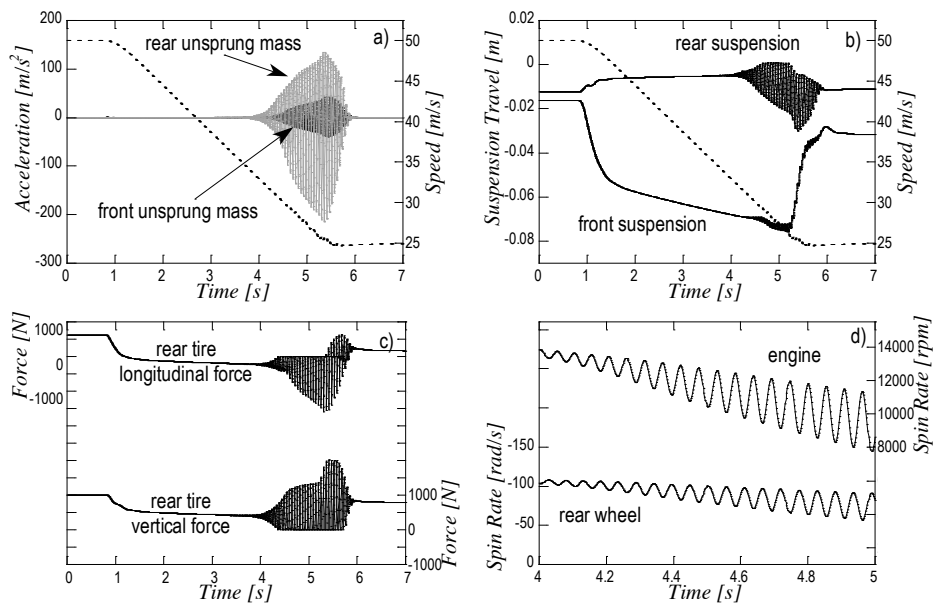 200
150
100
50
0
-50
-100
-200
-300
Acceleration [m/s²]
rear unsprung mass
front unsprung mass
a)
50
45
40
35
30
25
Speed [m/s]
0 1 2 3 4 5 6 7
Time [s]
0.02
0
-0.02
-0.04
-0.06
-0.08
Suspension Travel [m]
rear suspension
front suspension
b)
50
45
40
35
30
25
Speed [m/s]
0 1 2 3 4 5 6 7
Time [s]
1000
0
-1000
Force [N]
rear tire
longitudinal force
c)
rear tire
vertical force
1000
0
-1000
Force [N]
0 1 2 3 4 5 6 7
Time [s]
d)
engine
14000
12000
10000
8000
Spin Rate [rpm]
-150
-100
-50
0
Spin Rate [rad/s]
rear wheel
4 4.2 4.4 4.6 4.8 5
Time [s]